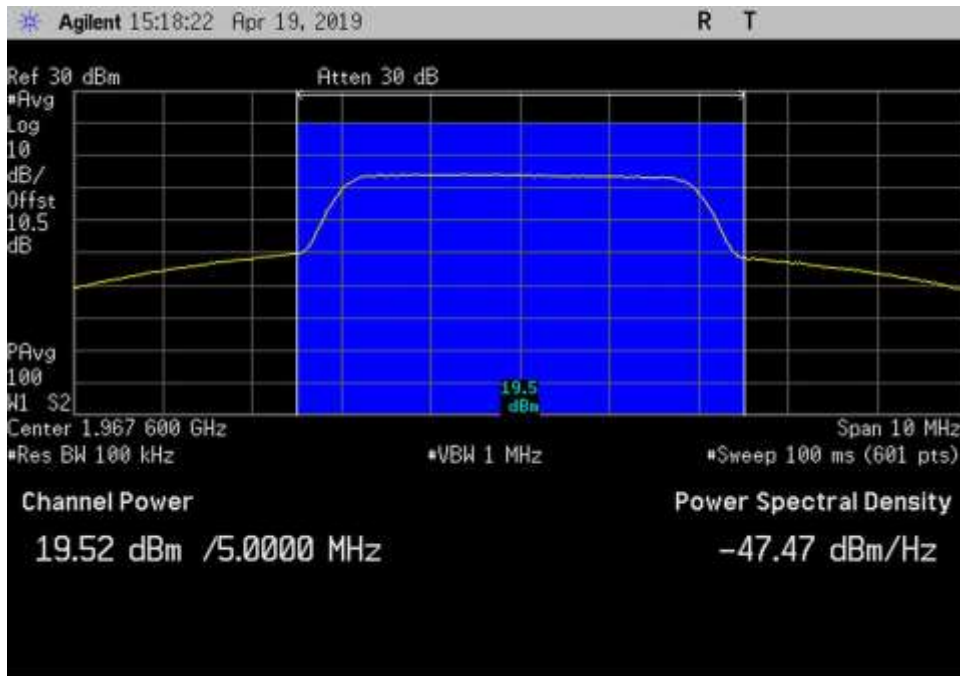 Agilent 15:18:22 Apr 19, 2019 R T
Ref 30 dBm Atten 30 dB
#Avg
Log
10
dB/
Offst
10.5
dB
PAvg
100
W1 S2
19.5
dBm
Center 1.967 600 GHz Span 10 MHz
#Res BW 100 kHz #VBW 1 MHz #Sweep 100 ms (601 pts)
Channel Power Power Spectral Density
19.52 dBm /5.0000 MHz -47.47 dBm/Hz